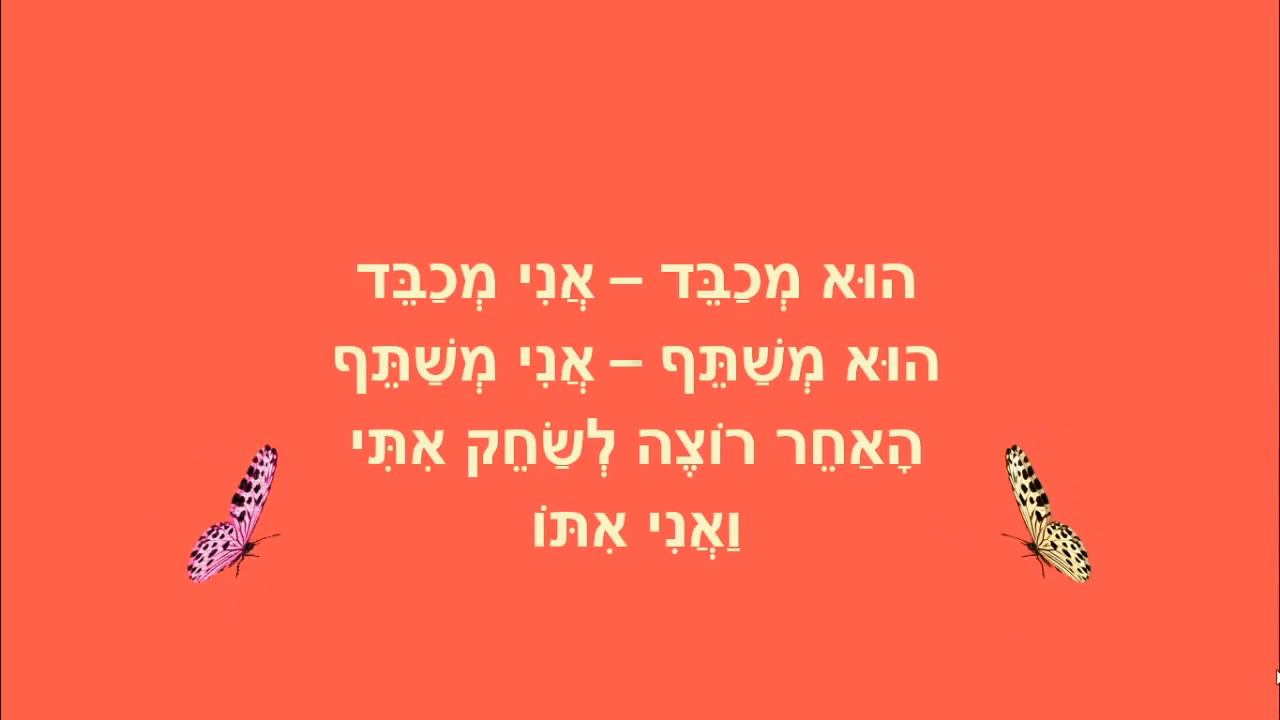 הוּא מְכַבֵּד – אֲנִי מְכַבֵּד
הוּא מְשַׁתֵּף – אֲנִי מְשַׁתֵּף
הָאַחֵר רוֹצֶה לְשַׂחֵק אִתִּי
וַאֲנִי אִתּוֹ